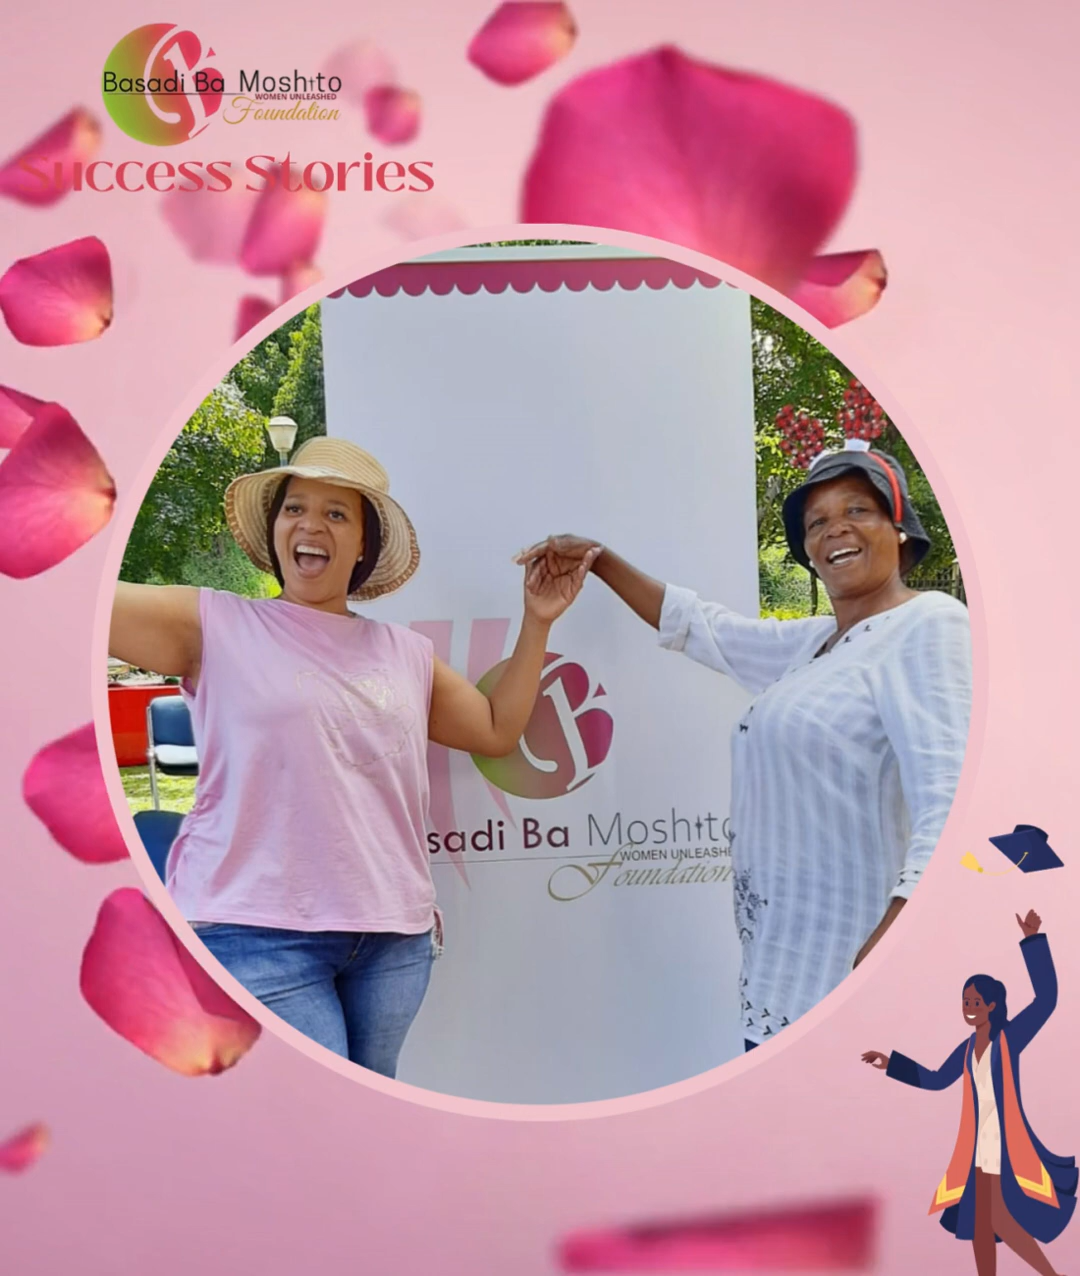 Basadi Ba Moshito
WOMEN UNLEASHED
Foundation
Success Stories
sadi Ba Moshito
WOMEN UNLEASHE
Foundation